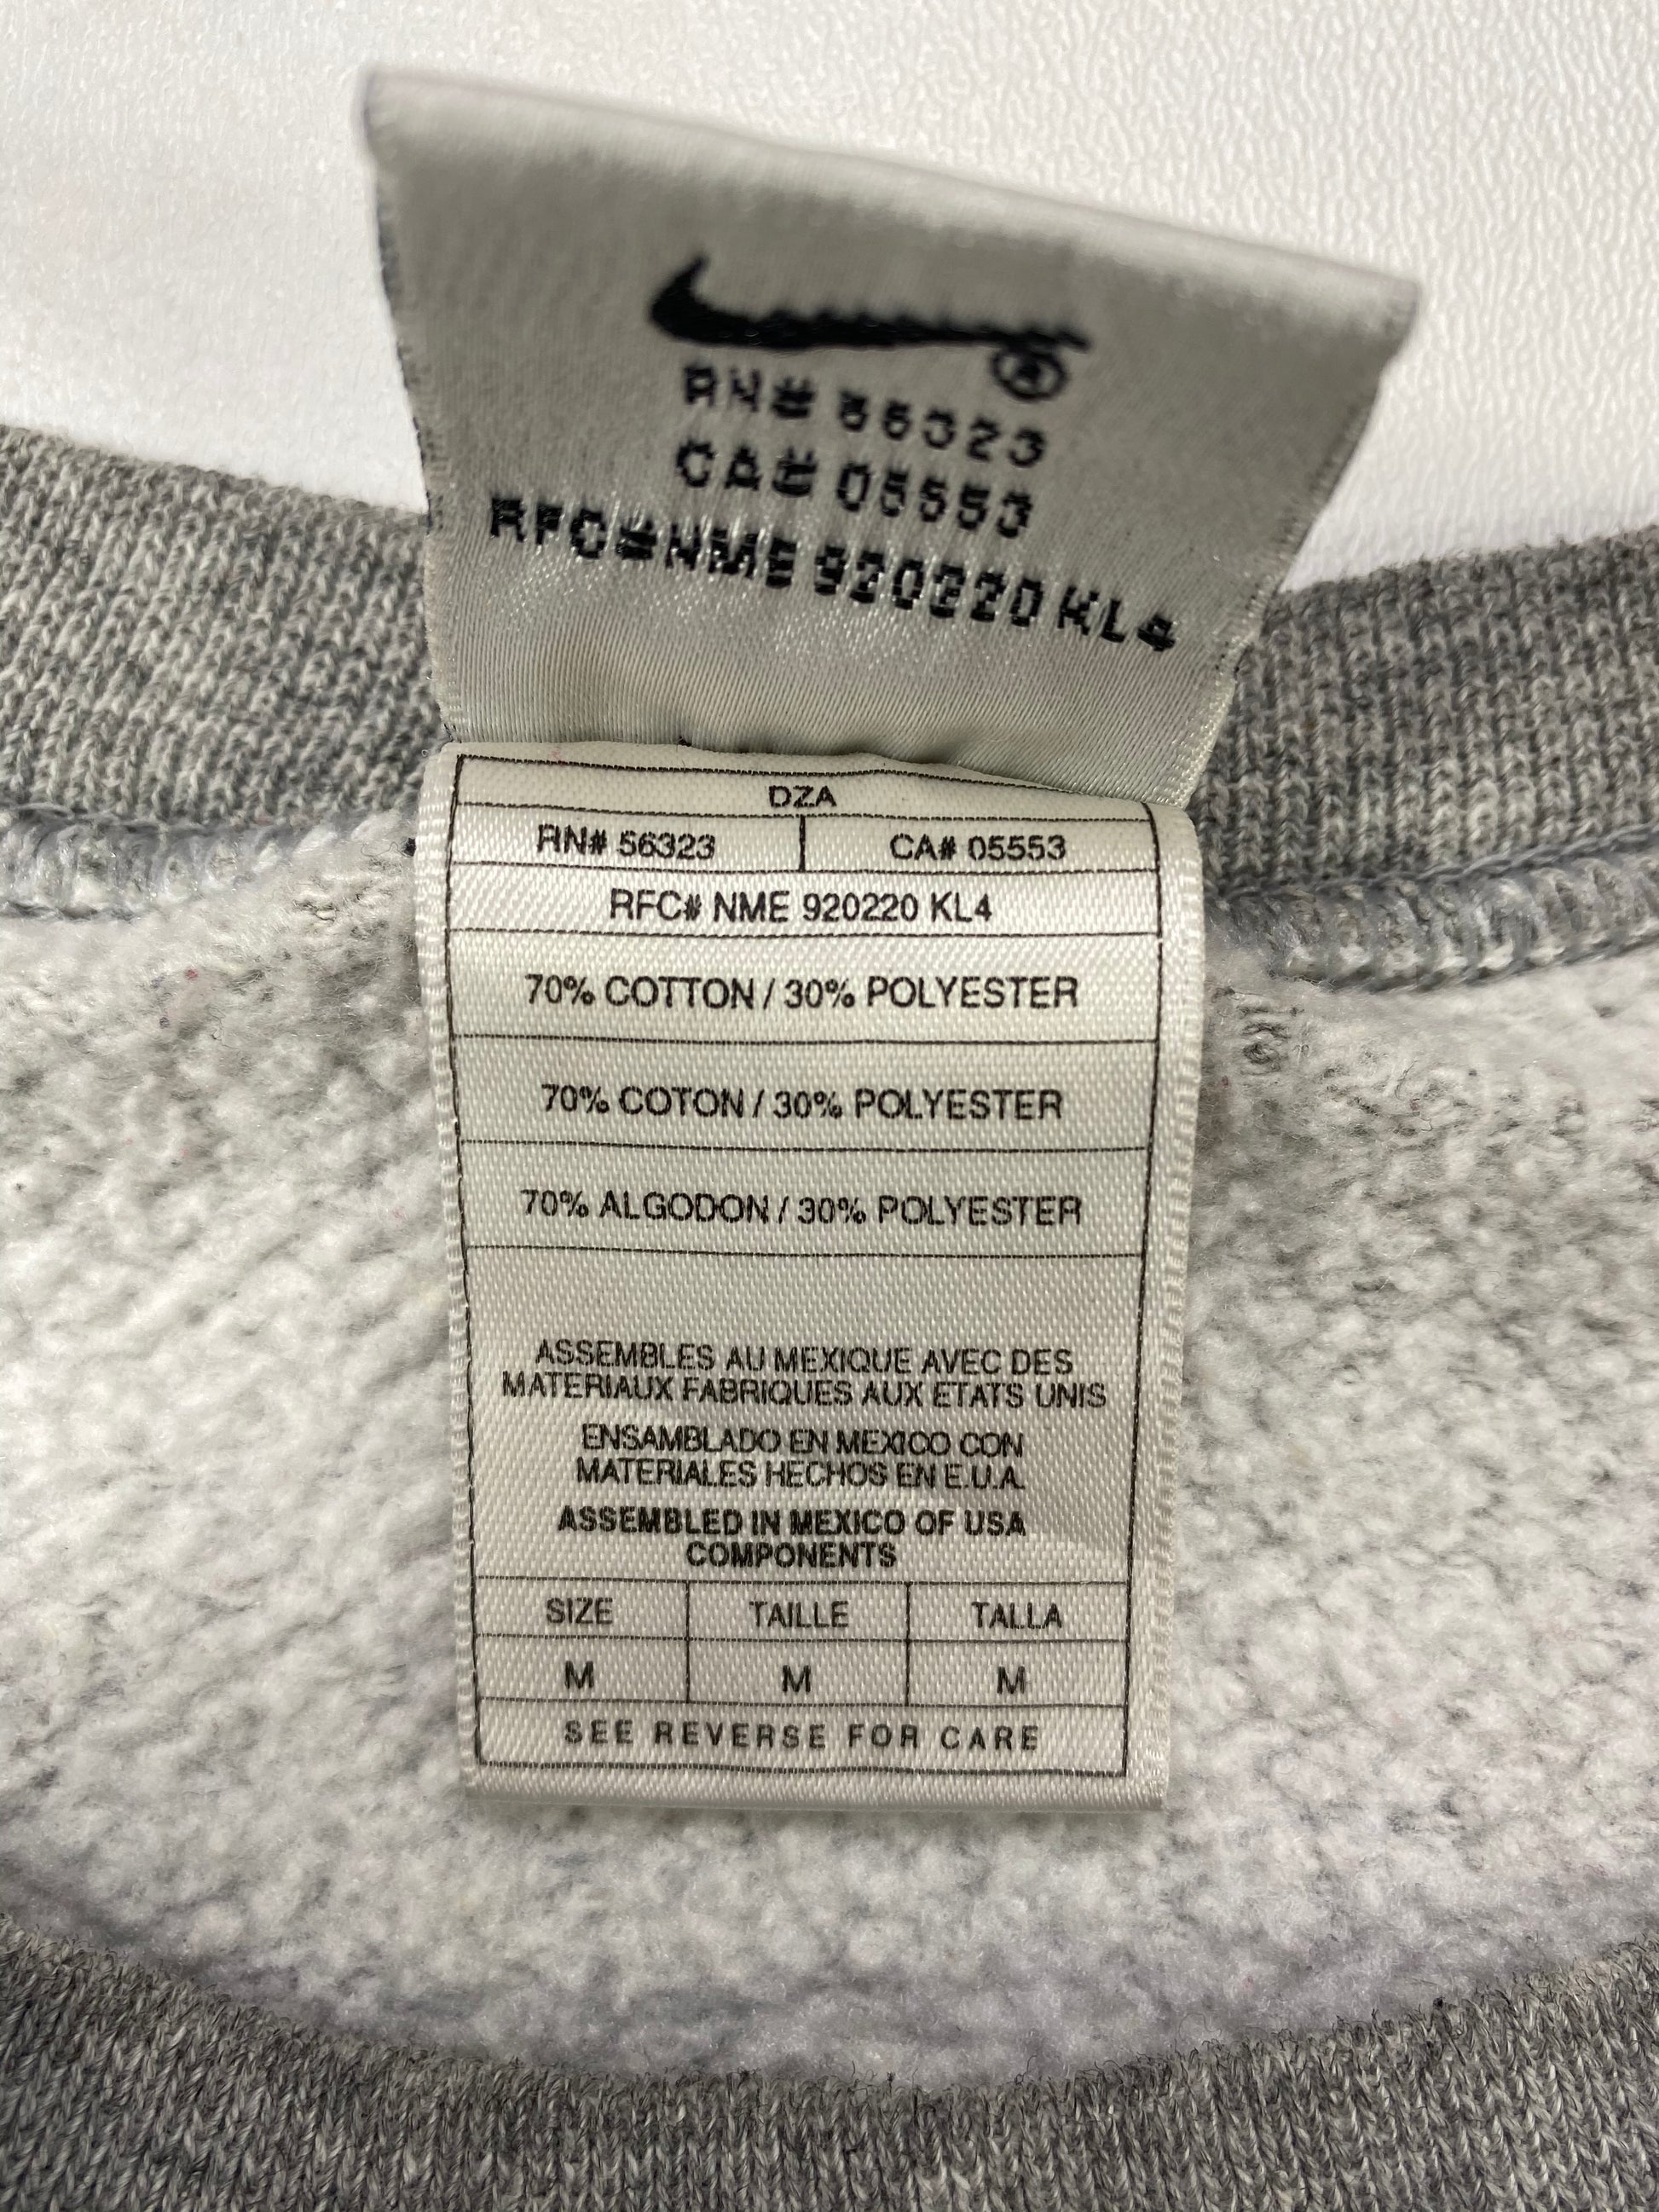 RN# 56323
CA# 05553
RFC# NME 920220 KL4
DZA
RN# 56323 CA# 05553
RFC# NME 920220 KL4
70% COTTON / 30% POLYESTER
70% COTON / 30% POLYESTER
70% ALGODON / 30% POLYESTER
ASSEMBLES AU MEXIQUE AVEC DES
MATERIAUX FABRIQUES AUX ETATS UNIS
ENSAMBLADO EN MEXICO CON
MATERIALES HECHOS EN E.U.A.
ASSEMBLED IN MEXICO OF USA
COMPONENTS
SIZE TAILLE TALLA
M M M
SEE REVERSE FOR CARE